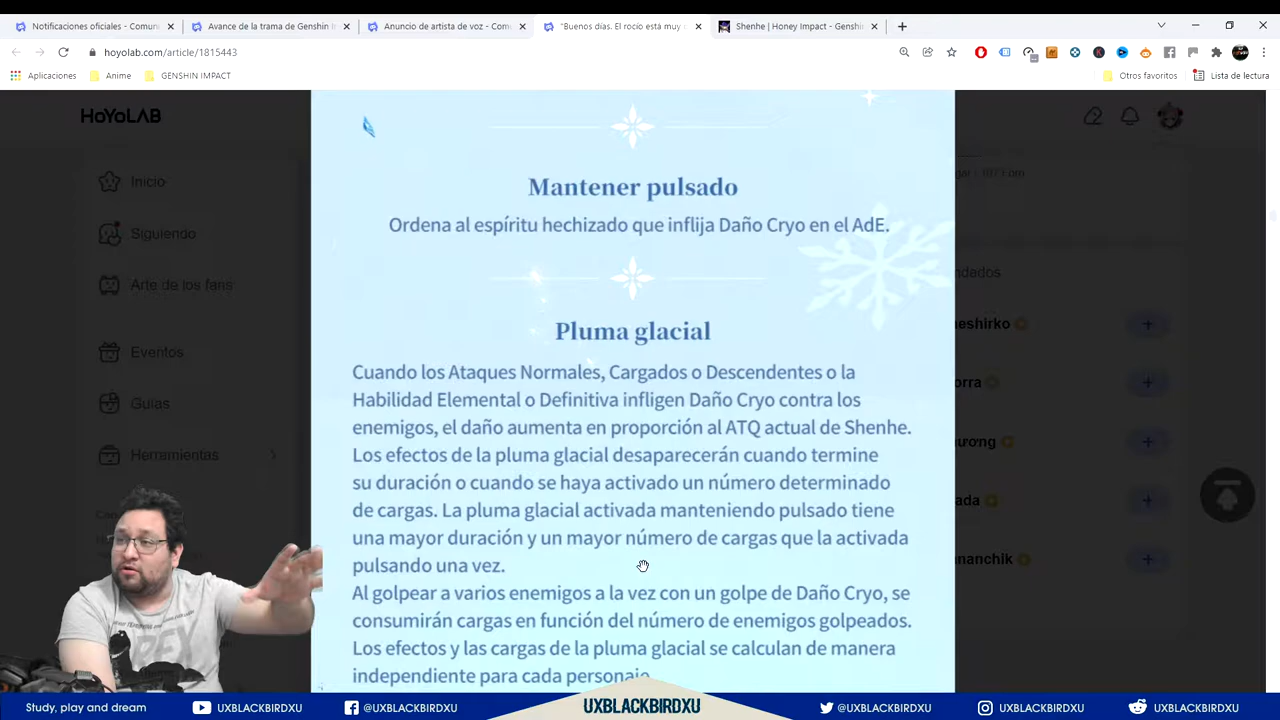 Notificaciones oficiales - Comun
Avance de la trama de Genshin I
Anuncio de artista de voz - Com
"Buenos días. El rocío está muy
Shenhe | Honey Impact - Genshin
hoyolab.com/article/1815443
Aplicaciones
Anime
GENSHIN IMPACT
Otros favoritos
Lista de lectura
HoYoLAB
Inicio
Siguiendo
Arte de los fans
Eventos
Guías
Herramientas
Mantener pulsado
Ordena al espíritu hechizado que inflija Daño Cryo en el AdE.
Pluma glacial
Cuando los Ataques Normales, Cargados o Descendentes o la
Habilidad Elemental o Definitiva infligen Daño Cryo contra los
enemigos, el daño aumenta en proporción al ATQ actual de Shenhe.
Los efectos de la pluma glacial desaparecerán cuando termine
su duración o cuando se haya activado un número determinado
de cargas. La pluma glacial activada manteniendo pulsado tiene
una mayor duración y un mayor número de cargas que la activada
pulsando una vez.
Al golpear a varios enemigos a la vez con un golpe de Daño Cryo, se
consumirán cargas en función del número de enemigos golpeados.
Los efectos y las cargas de la pluma glacial se calculan de manera
independiente para cada personaje
ndados
eshirko
orra
ương
ada
nanchik
Study, play and dream
UXBLACKBIRDXU
@UXBLACKBIRDXU
UXBLACKBIRDXU
@UXBLACKBIRDXU
UXBLACKBIRDXU
UXBLACKBIRDXU